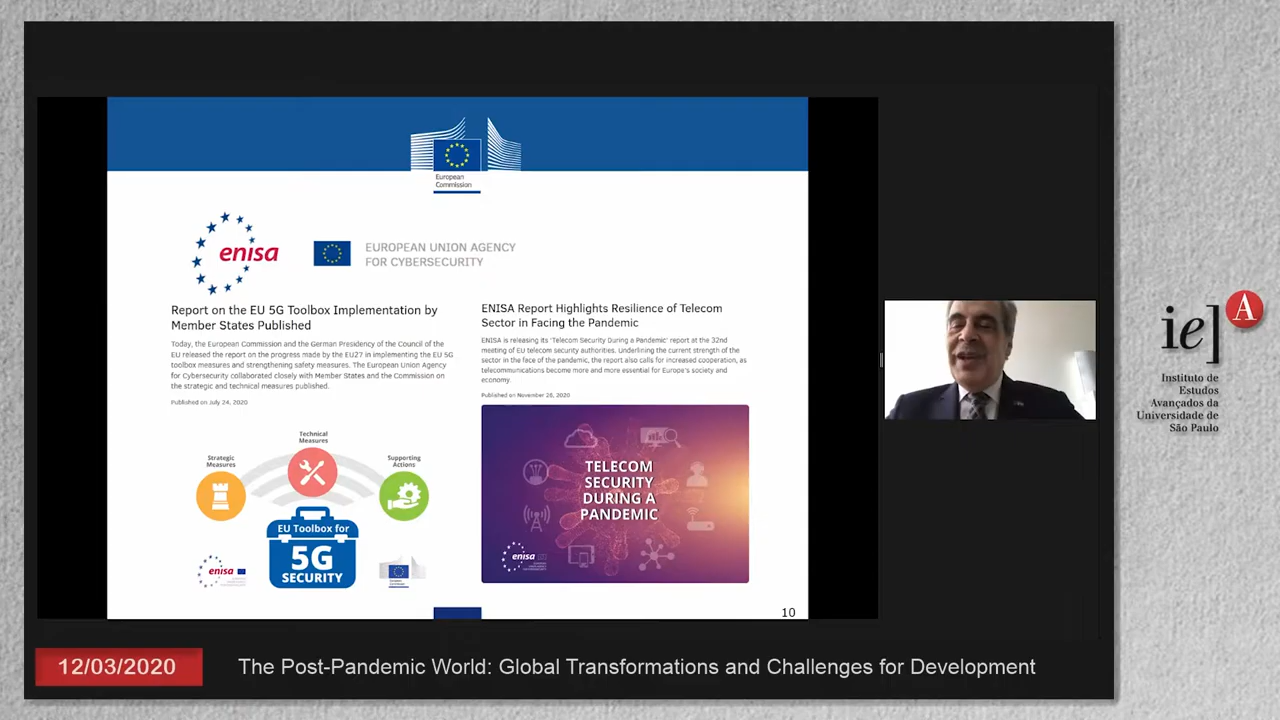 European
Commission
enisa
EUROPEAN UNION AGENCY
FOR CYBERSECURITY
Report on the EU 5G Toolbox Implementation by
Member States Published
Today, the European Commission and the German Presidency of the Council of the
EU released the report on the progress made by the EU27 in implementing the EU 5G
toolbox measures and strengthening safety measures. The European Union Agency
for Cybersecurity collaborated closely with Member States and the Commission on
the strategic and technical measures published.
Published on July 24, 2020
Technical
Measures
Strategic
Measures
Supporting
Actions
EU Toolbox for
5G
SECURITY
enisa
ENISA Report Highlights Resilience of Telecom
Sector in Facing the Pandemic
ENISA is releasing its 'Telecom Security During a Pandemic' report at the 32nd
meeting of EU telecom security authorities. Underlining the current strength of the
sector in the face of the pandemic, the report also calls for increased cooperation, as
telecommunications become more and more essential for Europe's society and
economy.
Published on November 26, 2020
TELECOM
SECURITY
DURING A
PANDEMIC
enisa
10
ie] A
Instituto de
Estudos
Avançados da
Universidade de
São Paulo
12/03/2020
The Post-Pandemic World: Global Transformations and Challenges for Development